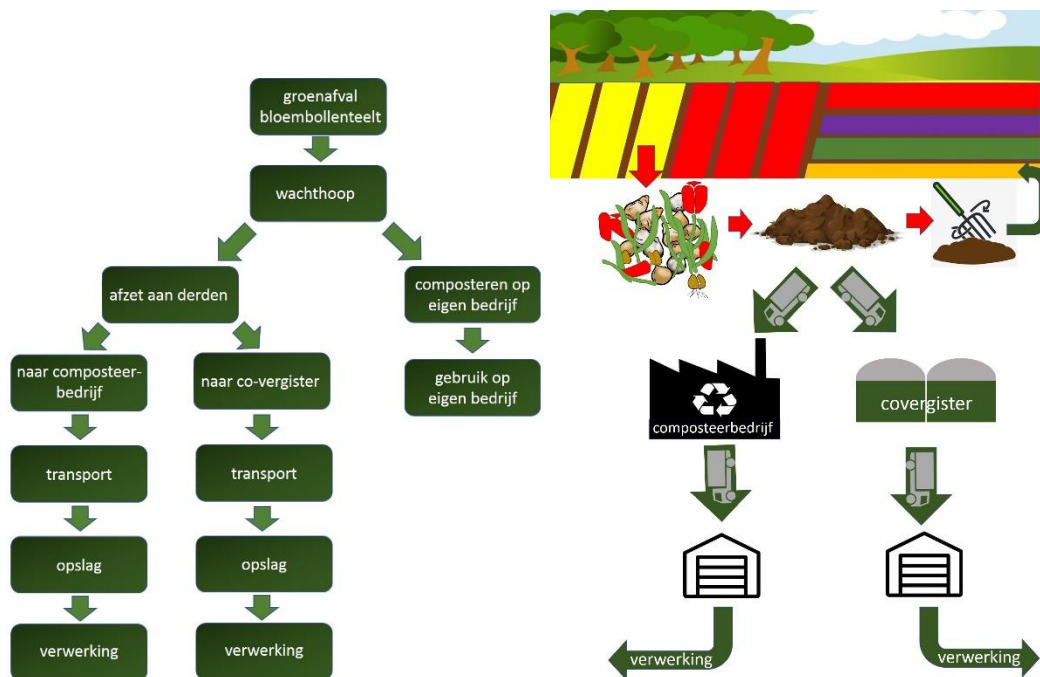 groenafval
bloembollenteelt
wachthoop
afzet aan derden
composteren op
eigen bedrijf
naar composteer-
bedrijf
naar co-vergister
gebruik op
eigen bedrijf
transport
transport
opslag
opslag
verwerking
verwerking
composteerbedrijf
covergister
verwerking
verwerking